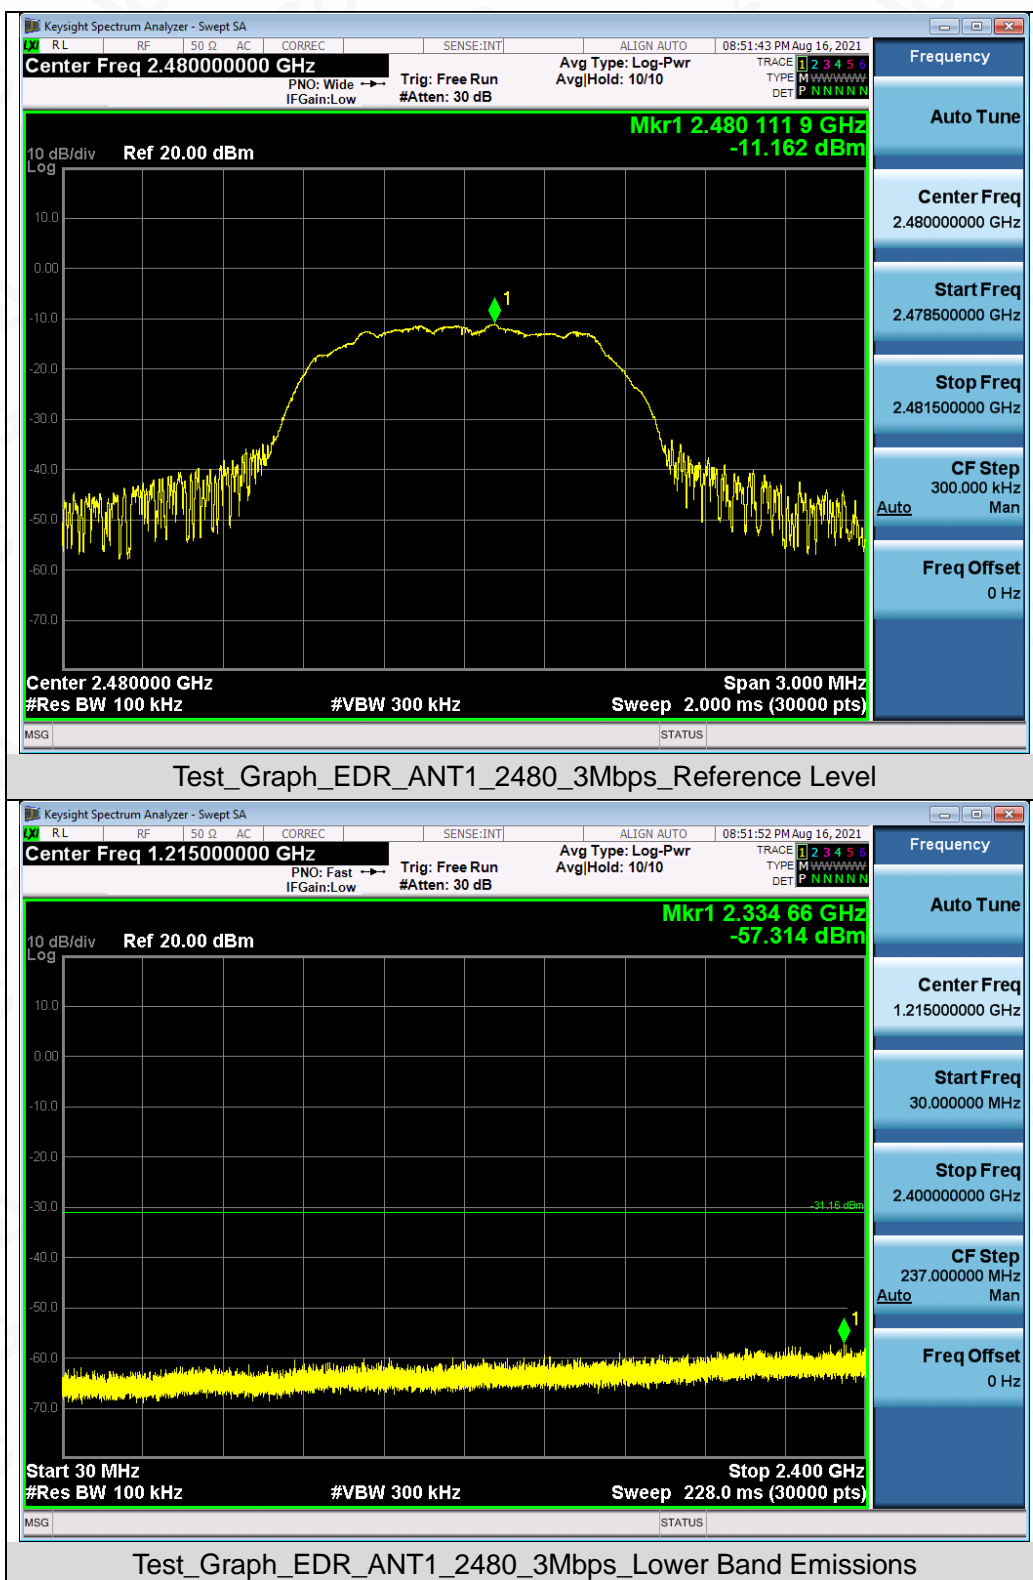 Keysight Spectrum Analyzer - Swept SA
LXI RL RF 50 Ω AC CORREC SENSE:INT ALIGN AUTO 08:51:43 PM Aug 16, 2021
Center Freq 2.480000000 GHz
PNO: Wide
IFGain:Low
Trig: Free Run
#Atten: 30 dB
Avg Type: Log-Pwr
Avg|Hold: 10/10
TRACE 1 2 3 4 5 6
TYPE M W W W W W
DET P N N N N N
Mkr1 2.480 111 9 GHz
-11.162 dBm
10 dB/div
Log
Ref 20.00 dBm
10.0
0.00
-10.0
-20.0
-30.0
-40.0
-50.0
-60.0
-70.0
1
Center 2.480000 GHz
Span 3.000 MHz
#Res BW 100 kHz
#VBW 300 kHz
Sweep 2.000 ms (30000 pts)
MSG
STATUS
Frequency
Auto Tune
Center Freq
2.480000000 GHz
Start Freq
2.478500000 GHz
Stop Freq
2.481500000 GHz
CF Step
300.000 kHz
Auto Man
Freq Offset
0 Hz
Test_Graph_EDR_ANT1_2480_3Mbps_Reference Level
Keysight Spectrum Analyzer - Swept SA
LXI RL RF 50 Ω AC CORREC SENSE:INT ALIGN AUTO 08:51:52 PM Aug 16, 2021
Center Freq 1.215000000 GHz
PNO: Fast
IFGain:Low
Trig: Free Run
#Atten: 30 dB
Avg Type: Log-Pwr
Avg|Hold: 10/10
TRACE 1 2 3 4 5 6
TYPE M W W W W W
DET P N N N N N
Mkr1 2.334 66 GHz
-57.314 dBm
10 dB/div
Log
Ref 20.00 dBm
10.0
0.00
-10.0
-20.0
-30.0
-40.0
-50.0
-60.0
-70.0
-31.16 dBm
1
Start 30 MHz
Stop 2.400 GHz
#Res BW 100 kHz
#VBW 300 kHz
Sweep 228.0 ms (30000 pts)
MSG
STATUS
Frequency
Auto Tune
Center Freq
1.215000000 GHz
Start Freq
30.000000 MHz
Stop Freq
2.400000000 GHz
CF Step
237.000000 MHz
Auto Man
Freq Offset
0 Hz
Test_Graph_EDR_ANT1_2480_3Mbps_Lower Band Emissions